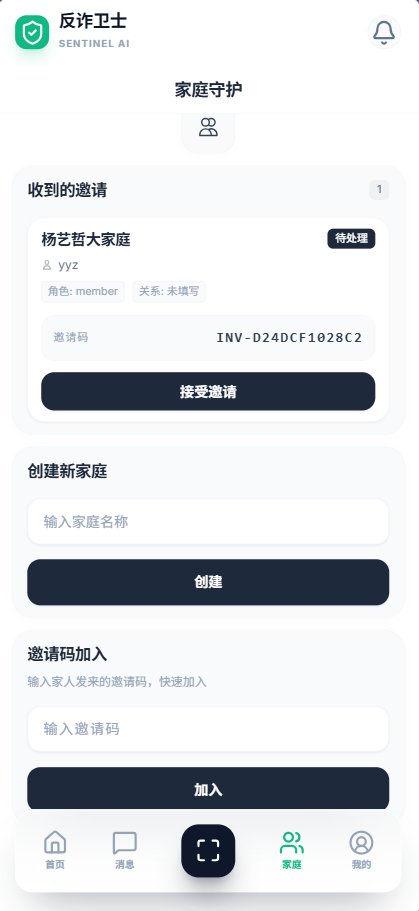 反诈卫士
SENTINEL AI
家庭守护
收到的邀请
1
杨艺哲大家庭
待处理
yyz
角色: member
关系: 未填写
邀请码
INV-D24DCF1028C2
接受邀请
创建新家庭
输入家庭名称
创建
邀请码加入
输入家人发来的邀请码，快速加入
输入邀请码
加入
首页
消息
家庭
我的